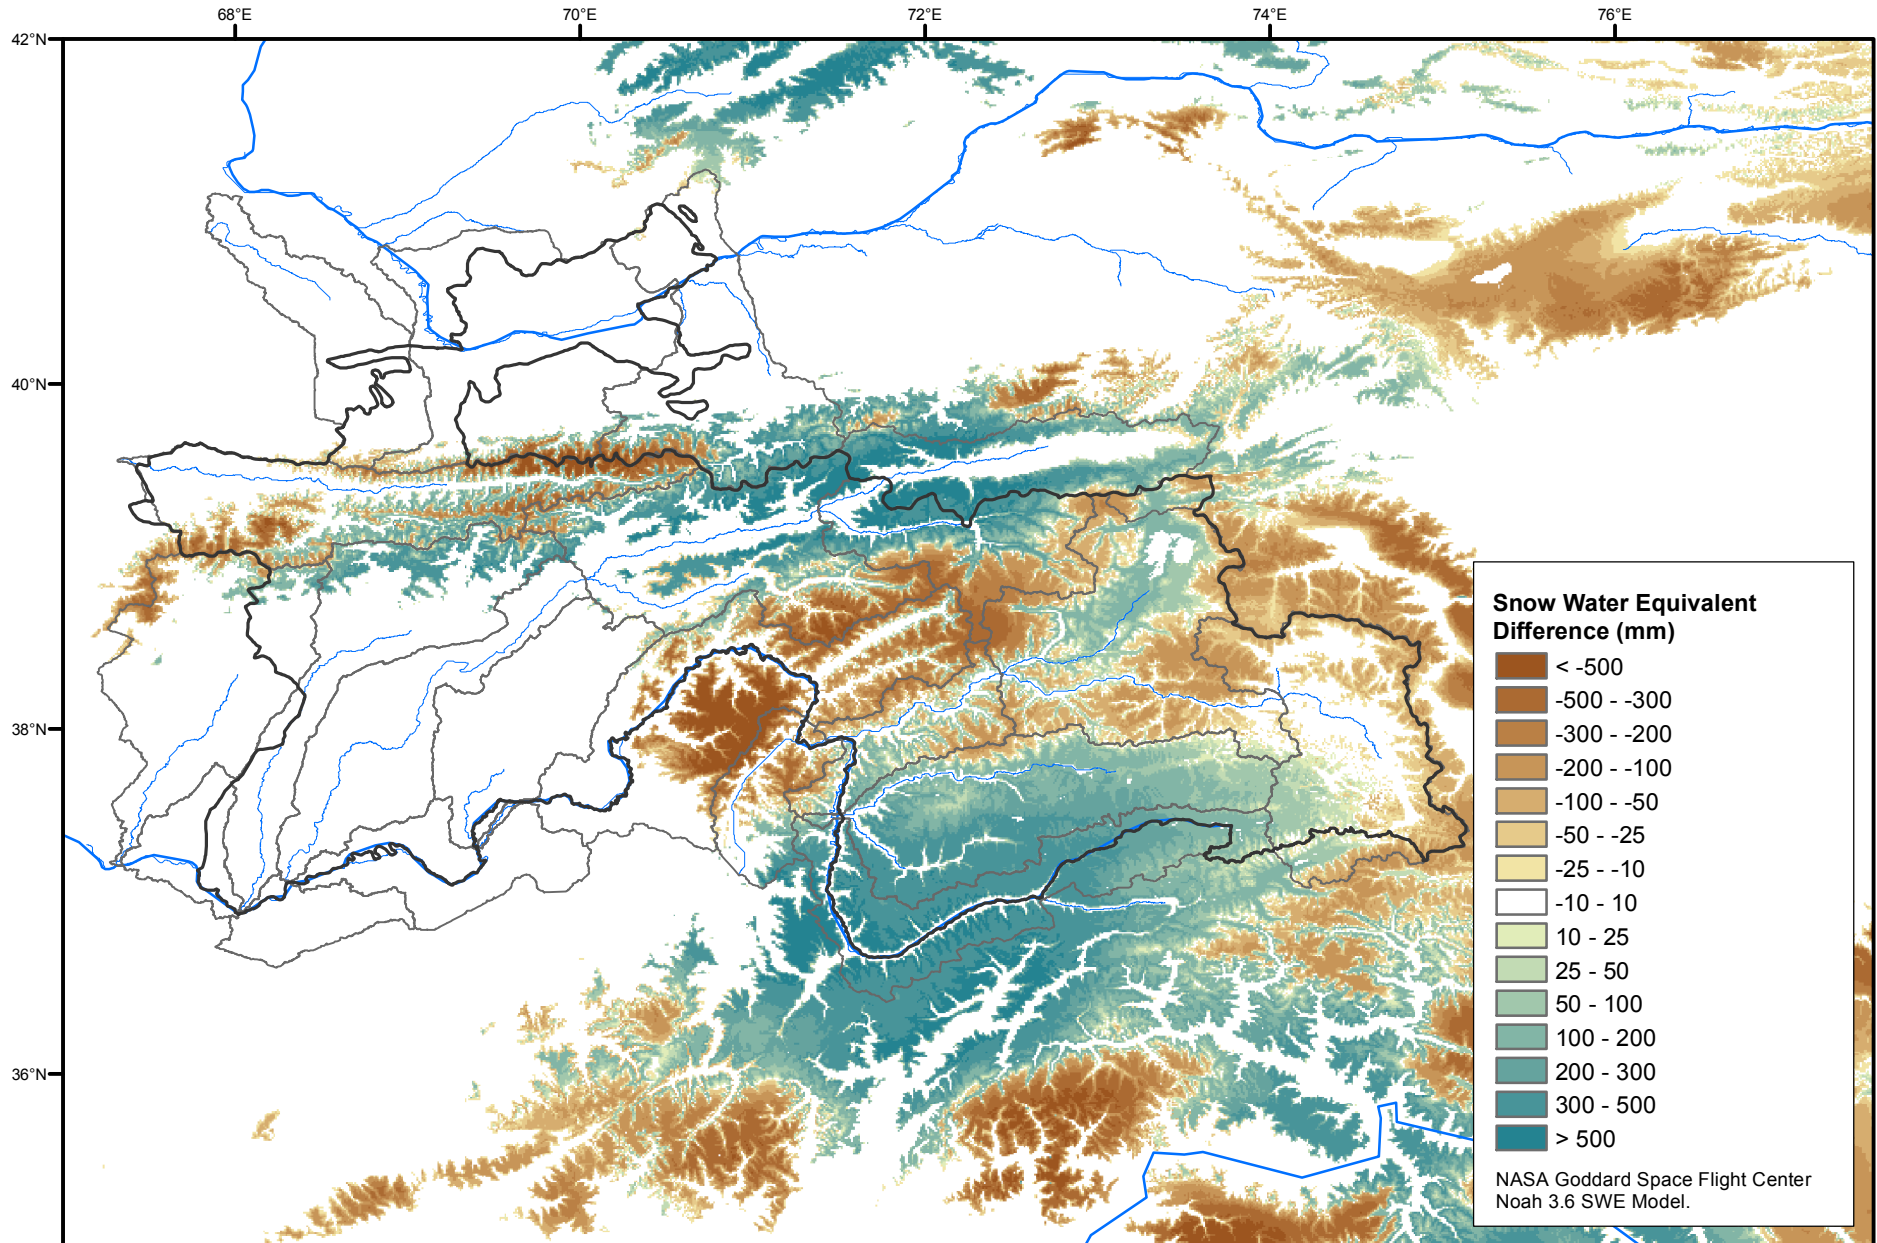 68°E 70°E 72°E 74°E 76°E
42°N
40°N
38°N
36°N
Snow Water Equivalent
Difference (mm)
< -500
-500 - -300
-300 - -200
-200 - -100
-100 - -50
-50 - -25
-25 - -10
-10 - 10
10 - 25
25 - 50
50 - 100
100 - 200
200 - 300
300 - 500
> 500
NASA Goddard Space Flight Center
Noah 3.6 SWE Model.